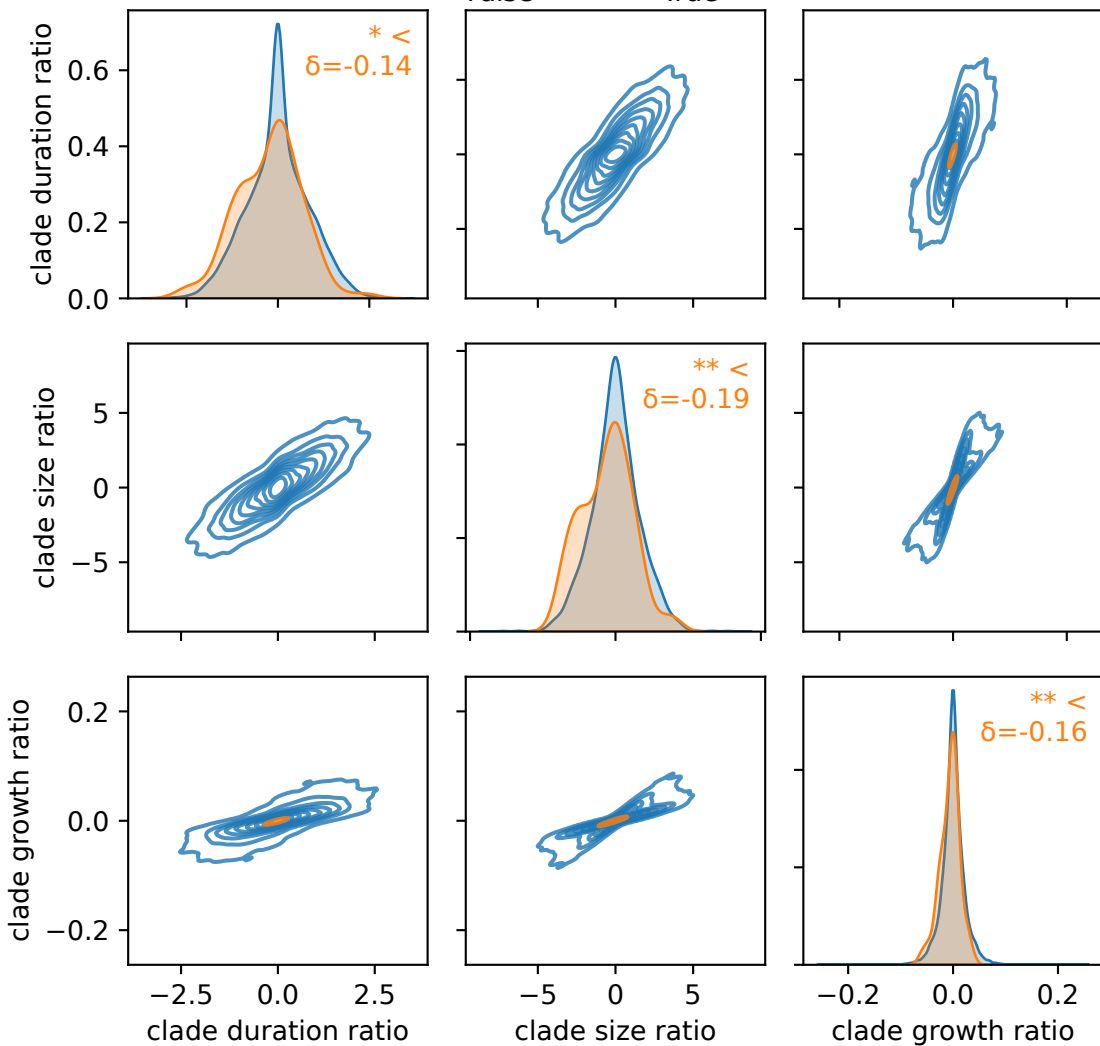 clade duration ratio
0.6
0.4
0.2
0.0
* <
δ=-0.14
clade size ratio
5
0
−5
** <
δ=-0.19
clade growth ratio
0.2
0.0
−0.2
** <
δ=-0.16
−2.5 0.0 2.5
clade duration ratio
−5 0 5
clade size ratio
−0.2 0.0 0.2
clade growth ratio